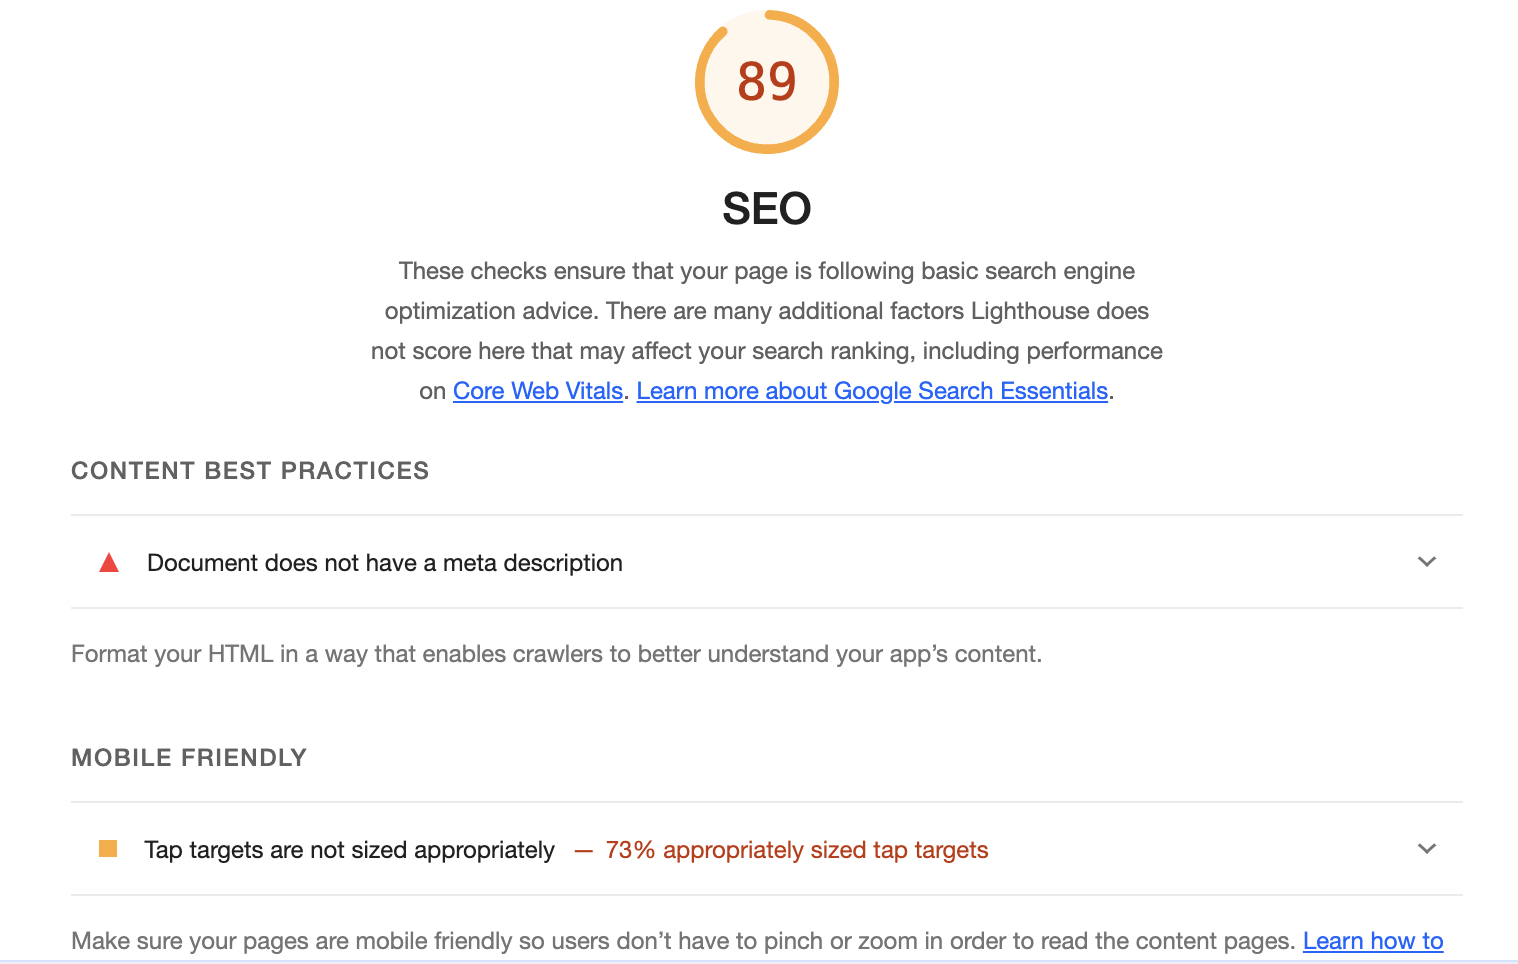 89
SEO
These checks ensure that your page is following basic search engine
optimization advice. There are many additional factors Lighthouse does
not score here that may affect your search ranking, including performance
on Core Web Vitals. Learn more about Google Search Essentials.
CONTENT BEST PRACTICES
Document does not have a meta description
Format your HTML in a way that enables crawlers to better understand your app’s content.
MOBILE FRIENDLY
Tap targets are not sized appropriately — 73% appropriately sized tap targets
Make sure your pages are mobile friendly so users don’t have to pinch or zoom in order to read the content pages. Learn how to